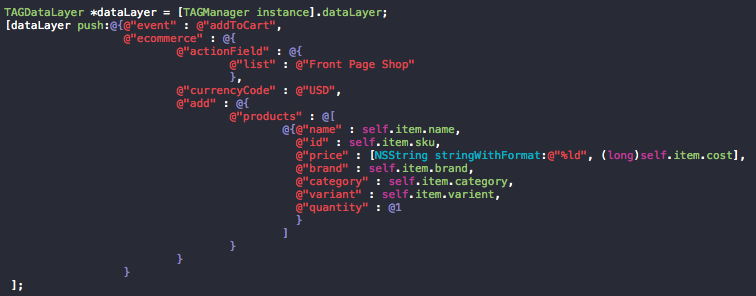 TAGDataLayer *dataLayer = [TAGManager instance].dataLayer;
[dataLayer push:@{@"event" : @"addToCart",
@"ecommerce" : @{
@"actionField" : @{
@"list" : @"Front Page Shop"
},
@"currencyCode" : @"USD",
@"add" : @{
@"products" : @[
@{@"name" : self.item.name,
@"id" : self.item.sku,
@"price" : [NSString stringWithFormat:@"%ld", (long)self.item.cost],
@"brand" : self.item.brand,
@"category" : self.item.category,
@"variant" : self.item.varient,
@"quantity" : @1
}
]
}
}
}
];